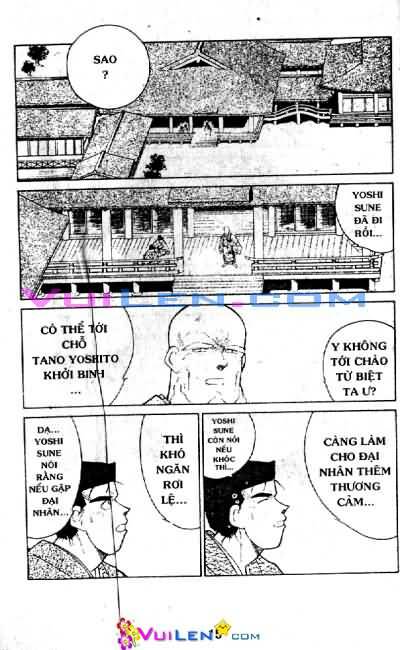 SAO
?
YOSHI
SUNE
ĐÃ ĐI
RỒI...
VUILEN.COM
CÓ THỂ TỚI
CHỖ
TANO YOSHITO
KHỞI BINH
...
Y KHÔNG
TỚI CHÀO
TỪ BIỆT
TA Ư?
DẠ...
YOSHI
SUNE
NÓI
RẰNG
NẾU GẶP
ĐẠI
NHÂN...
THÌ
KHÓ
NGĂN
RƠI
LỆ...
YOSHI
SUNE
CÒN NÓI
NẾU
KHÓC
THÌ...
CÀNG LÀM
CHO ĐẠI
NHÂN THÊM
THƯƠNG
CẢM...
VUILEN.COM